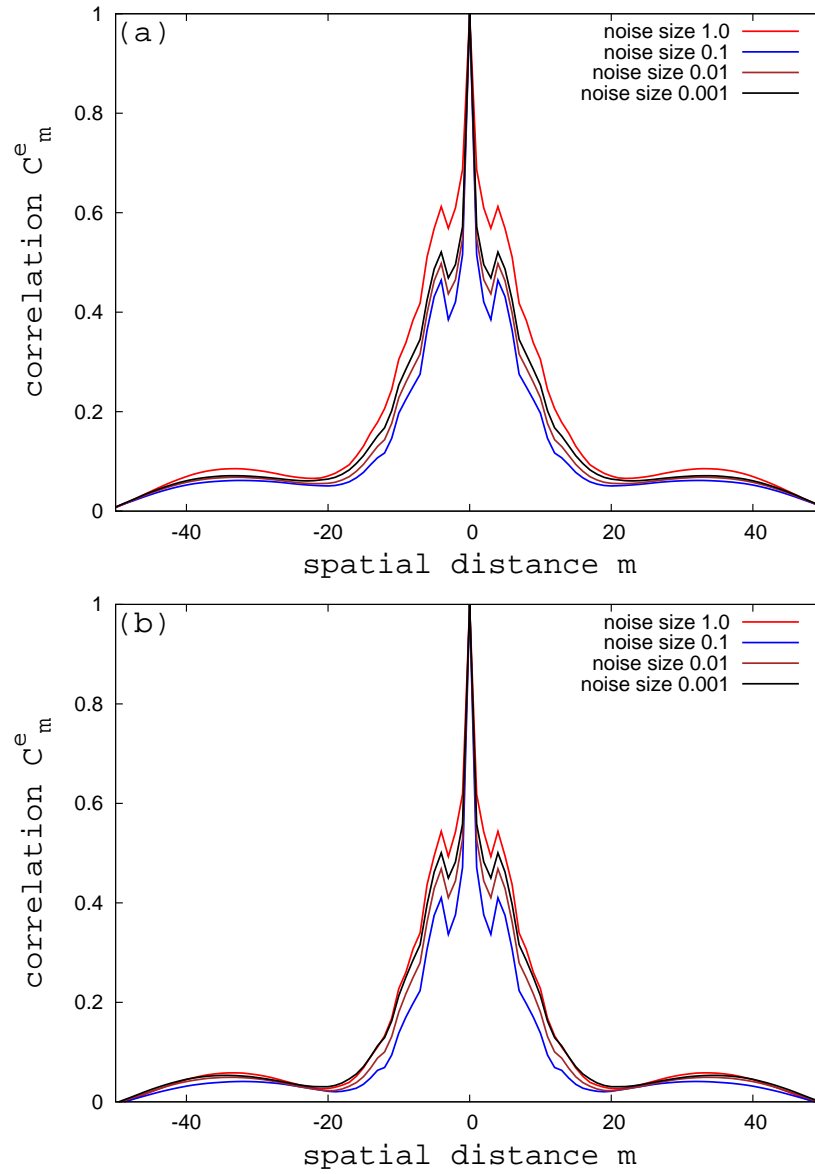 (a)
noise size 1.0
noise size 0.1
noise size 0.01
noise size 0.001
correlation C^e_m
1
0.8
0.6
0.4
0.2
0
-40 -20 0 20 40
spatial distance m
(b)
noise size 1.0
noise size 0.1
noise size 0.01
noise size 0.001
correlation C^e_m
1
0.8
0.6
0.4
0.2
0
-40 -20 0 20 40
spatial distance m